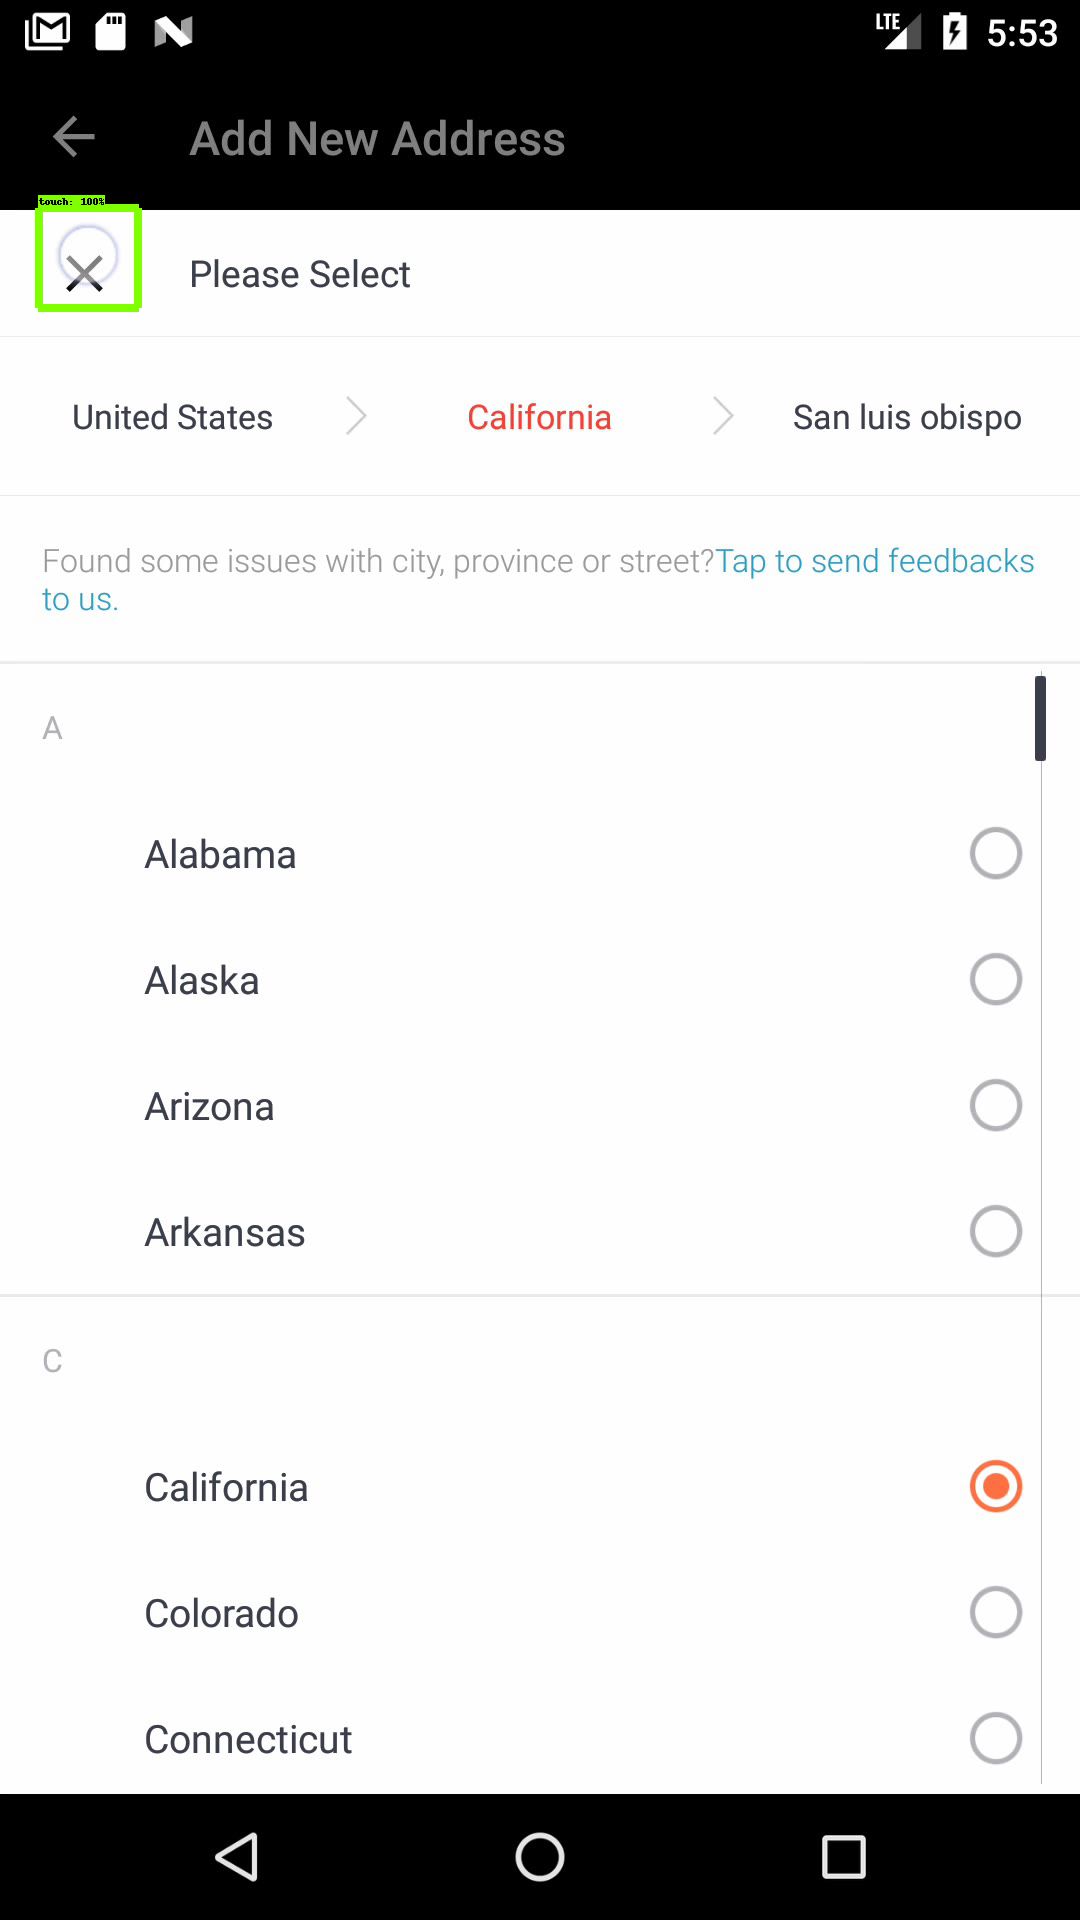 LTE 5:53
Add New Address
touch: 100%
Please Select
United States California San luis obispo
Found some issues with city, province or street?Tap to send feedbacks
to us.
A
Alabama
Alaska
Arizona
Arkansas
C
California
Colorado
Connecticut